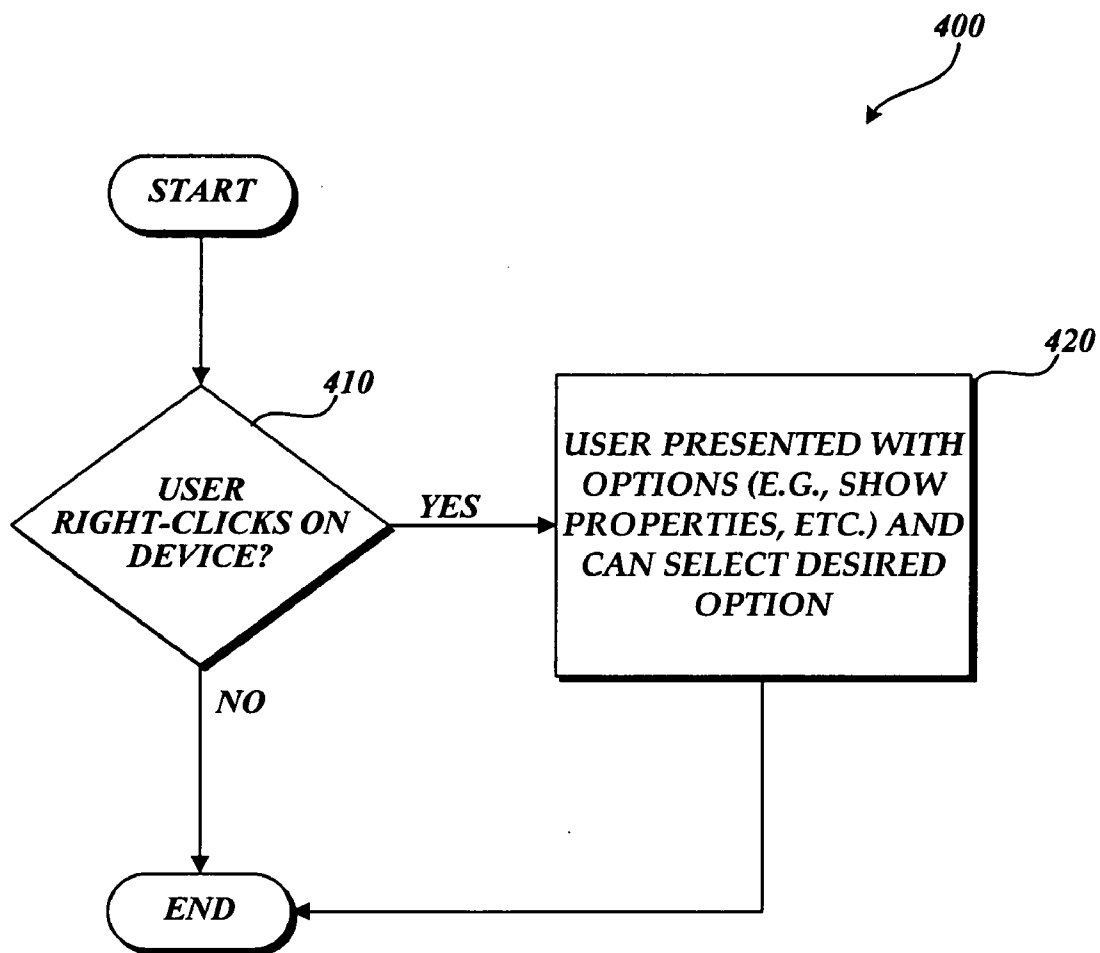 400
START
410
USER
RIGHT-CLICKS ON
DEVICE?
YES
420
USER PRESENTED WITH
OPTIONS (E.G., SHOW
PROPERTIES, ETC.) AND
CAN SELECT DESIRED
OPTION
NO
END